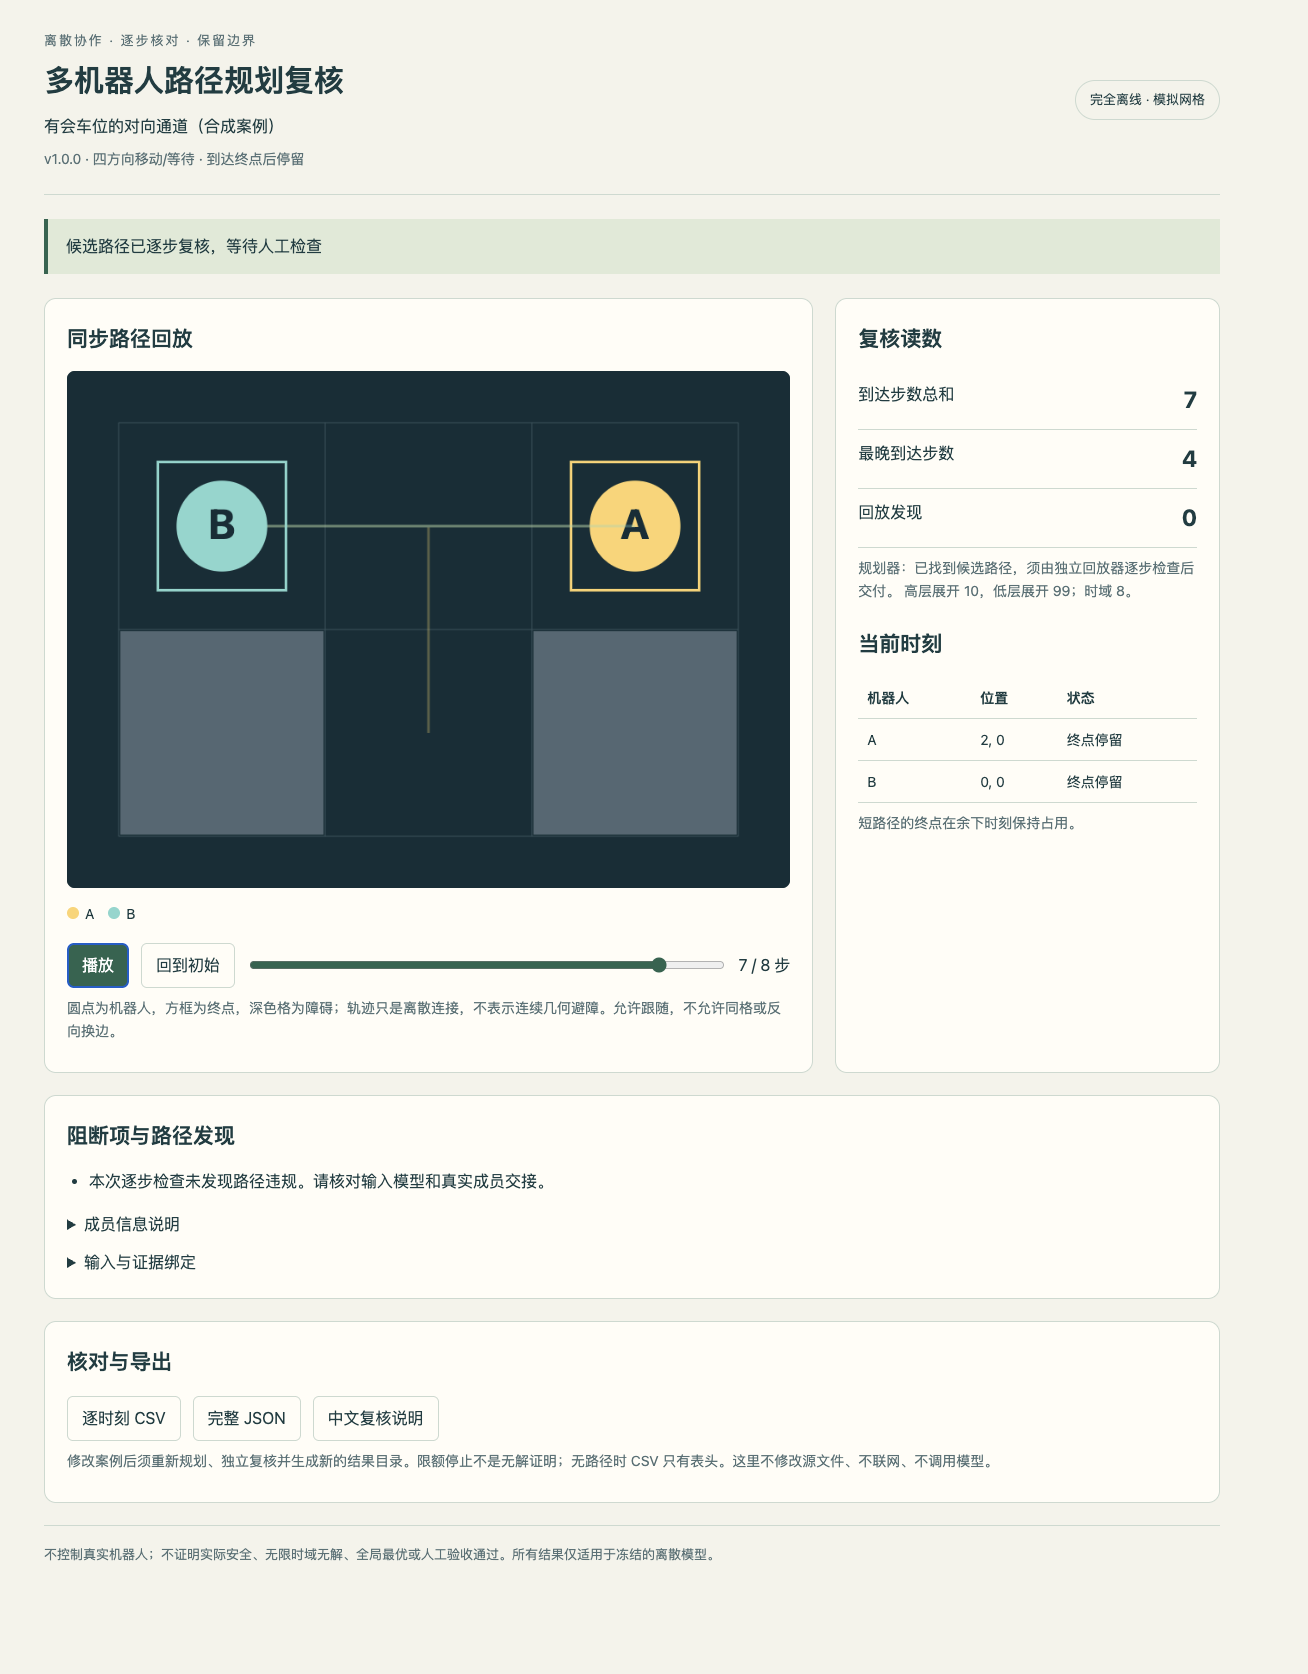 离散协作 · 逐步核对 · 保留边界
多机器人路径规划复核
有会车位的对向通道（合成案例）
v1.0.0 · 四方向移动/等待 · 到达终点后停留
完全离线 · 模拟网格
候选路径已逐步复核，等待人工检查
同步路径回放
B
A
A
B
播放
回到初始
7 / 8 步
圆点为机器人，方框为终点，深色格为障碍；轨迹只是离散连接，不表示连续几何避障。允许跟随，不允许同格或反
向换边。
复核读数
到达步数总和
7
最晚到达步数
4
回放发现
0
规划器：已找到候选路径，须由独立回放器逐步检查后
交付。 高层展开 10，低层展开 99；时域 8。
当前时刻
机器人 位置 状态
A 2, 0 终点停留
B 0, 0 终点停留
短路径的终点在余下时刻保持占用。
阻断项与路径发现
• 本次逐步检查未发现路径违规。请核对输入模型和真实成员交接。
▶ 成员信息说明
▶ 输入与证据绑定
核对与导出
逐时刻 CSV
完整 JSON
中文复核说明
修改案例后须重新规划、独立复核并生成新的结果目录。限额停止不是无解证明；无路径时 CSV 只有表头。这里不修改源文件、不联网、不调用模型。
不控制真实机器人；不证明实际安全、无限时域无解、全局最优或人工验收通过。所有结果仅适用于冻结的离散模型。